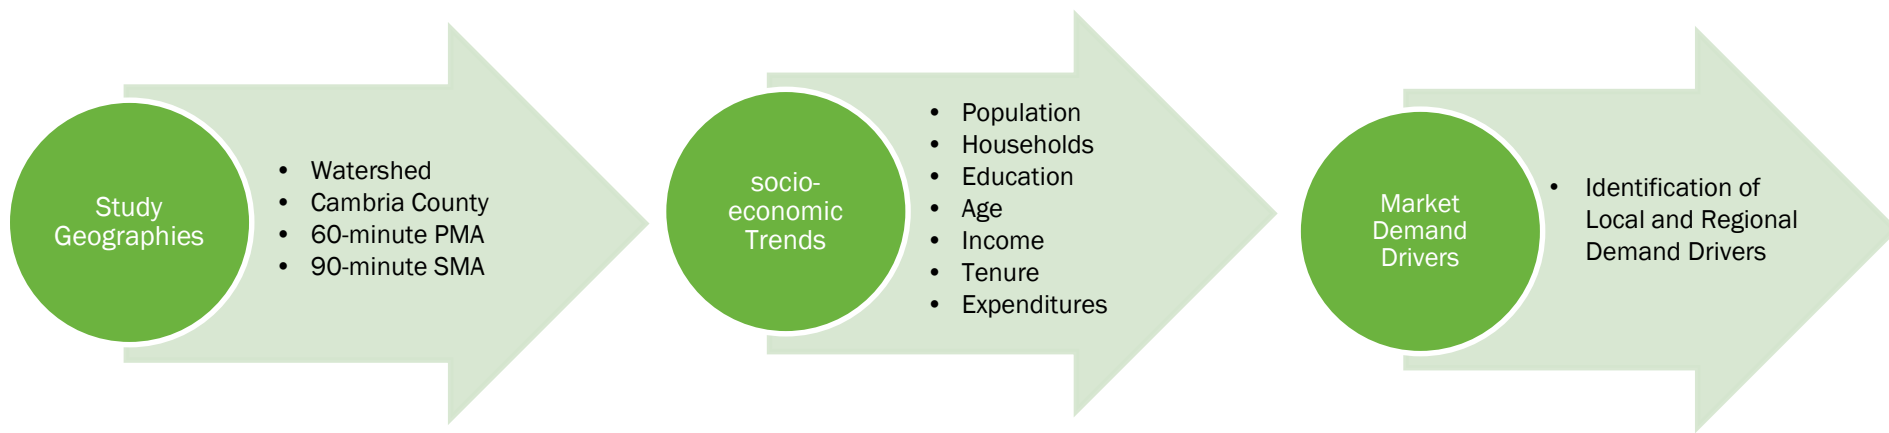 Study
Geographies
• Watershed
• Cambria County
• 60-minute PMA
• 90-minute SMA
socio-
economic
Trends
• Population
• Households
• Education
• Age
• Income
• Tenure
• Expenditures
Market
Demand
Drivers
• Identification of
Local and Regional
Demand Drivers